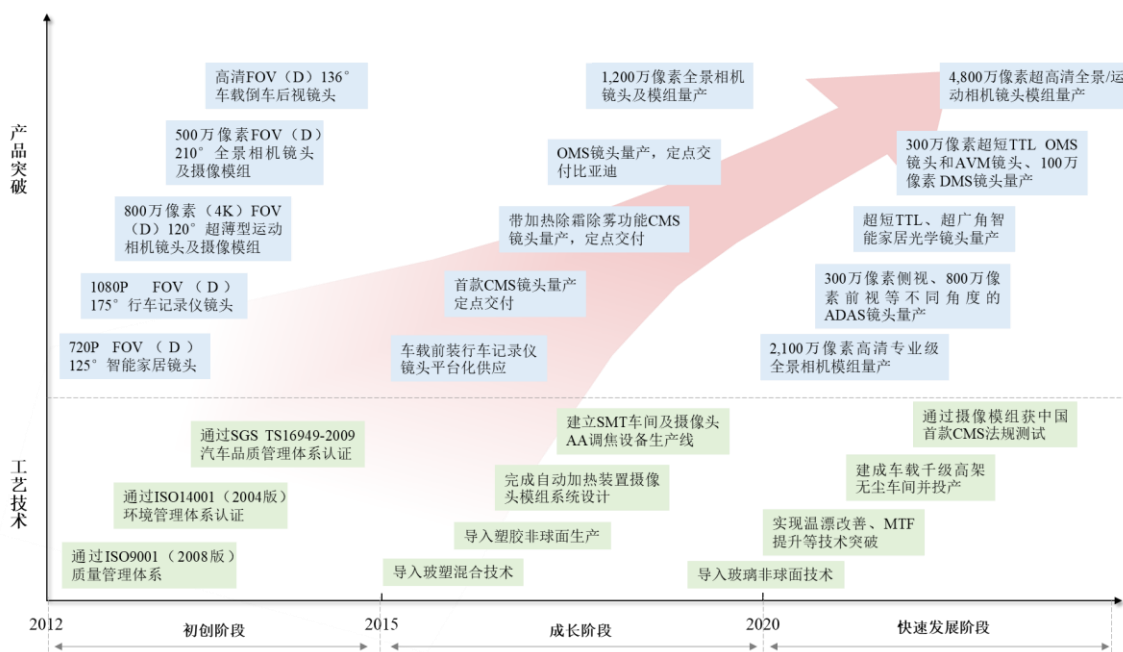 产品突破
高清FOV（D）136°
车载倒车后视镜头
500万像素FOV（D）
210°全景相机镜头
及摄像模组
800万像素（4K）FOV
（D）120°超薄型运动
相机镜头及摄像模组
1080P FOV（D）
175°行车记录仪镜头
720P FOV（D）
125°智能家居镜头
1,200万像素全景相机
镜头及模组量产
OMS镜头量产，定点交
付比亚迪
带加热除霜除雾功能CMS
镜头量产，定点交付
首款CMS镜头量产
定点交付
车载前装行车记录仪
镜头平台化供应
4,800万像素超高清全景/运
动相机镜头模组量产
300万像素超短TTL OMS
镜头和AVM镜头、100万
像素DMS镜头量产
超短TTL、超广角智
能家居光学镜头量产
300万像素侧视、800万像
素前视等不同角度的
ADAS镜头量产
2,100万像素高清专业级
全景相机模组量产
工艺技术
通过SGS TS16949-2009
汽车品质管理体系认证
通过ISO14001（2004版）
环境管理体系认证
通过ISO9001（2008版）
质量管理体系
建立SMT车间及摄像头
AA调焦设备生产线
完成自动加热装置摄像
头模组系统设计
导入塑胶非球面生产
导入玻塑混合技术
通过摄像模组获中国
首款CMS法规测试
建成车载千级高架
无尘车间并投产
实现温漂改善、MTF
提升等技术突破
导入玻璃非球面技术
2012
初创阶段
2015
成长阶段
2020
快速发展阶段